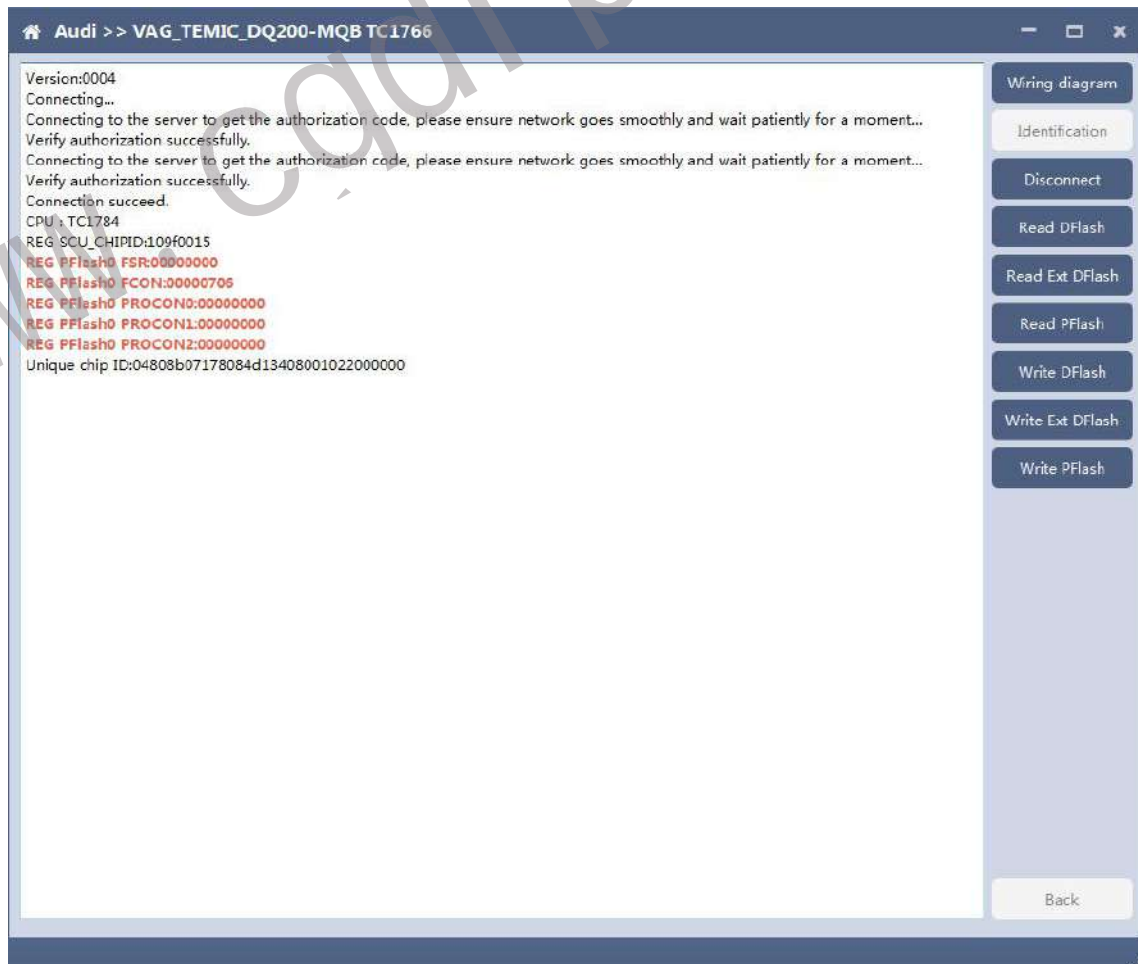 Audi >> VAG_TEMIC_DQ200-MQB TC1766
Version:0004
Connecting...
Connecting to the server to get the authorization code, please ensure network goes smoothly and wait patiently for a moment...
Verify authorization successfully.
Connecting to the server to get the authorization code, please ensure network goes smoothly and wait patiently for a moment...
Verify authorization successfully.
Connection succeed.
CPU : TC1784
REG SCU_CHIPID:109f0015
REG PFlash0 FSR:00000000
REG PFlash0 FCON:00000706
REG PFlash0 PROCON0:00000000
REG PFlash0 PROCON1:00000000
REG PFlash0 PROCON2:00000000
Unique chip ID:04808b07178084d13408001022000000
Wiring diagram
Identification
Disconnect
Read DFlash
Read Ext DFlash
Read PFlash
Write DFlash
Write Ext DFlash
Write PFlash
Back